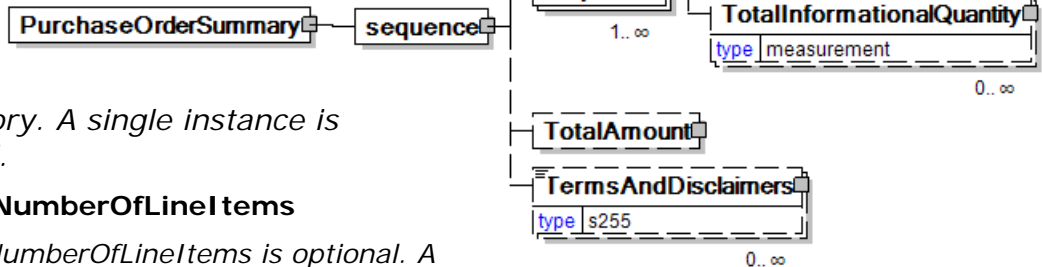 TotalInformationalQuantity
PurchaseOrderSummary
sequence
1.. ∞
type measurement
0.. ∞
ory. A single instance is
TotalAmount
.
TermsAndDisclaimers
NumberOfLineItems
type s255
NumberOfLineItems is optional. A
0.. ∞